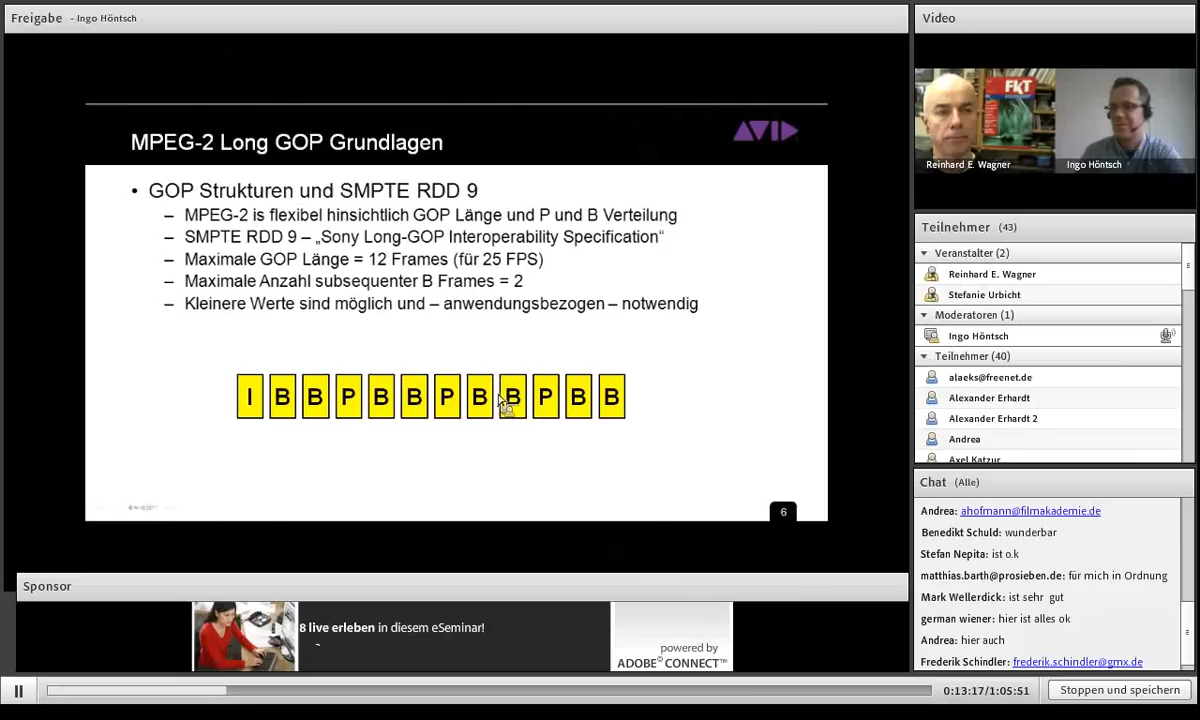 Freigabe - Ingo Höntsch
MPEG-2 Long GOP Grundlagen
AVID
• GOP Strukturen und SMPTE RDD 9
– MPEG-2 is flexibel hinsichtlich GOP Länge und P und B Verteilung
– SMPTE RDD 9 – „Sony Long-GOP Interoperability Specification“
– Maximale GOP Länge = 12 Frames (für 25 FPS)
– Maximale Anzahl subsequenter B Frames = 2
– Kleinere Werte sind möglich und – anwendungsbezogen – notwendig
I B B P B B P B B P B B
6
Sponsor
8 live erleben in diesem eSeminar!
powered by
ADOBE® CONNECT™
Video
FKT
Reinhard E. Wagner
Ingo Höntsch
Teilnehmer (43)
Veranstalter (2)
Reinhard E. Wagner
Stefanie Urbicht
Moderatoren (1)
Ingo Höntsch
Teilnehmer (40)
alaeks@freenet.de
Alexander Erhardt
Alexander Erhardt 2
Andrea
Axel Katzur
Chat (Alle)
Andrea: ahofmann@filmakademie.de
Benedikt Schuld: wunderbar
Stefan Nepita: ist o.k
matthias.barth@prosieben.de: für mich in Ordnung
Mark Wellerdick: ist sehr gut
german wiener: hier ist alles ok
Andrea: hier auch
Frederik Schindler: frederik.schindler@gmx.de
0:13:17/1:05:51
Stoppen und speichern